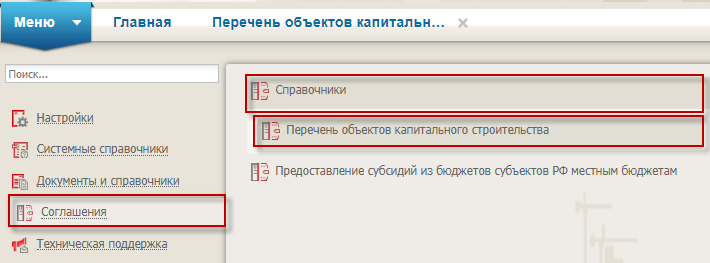 Меню Главная Перечень объектов капитальн...
Поиск...
Настройки
Системные справочники
Документы и справочники
Соглашения
Техническая поддержка
Справочники
Перечень объектов капитального строительства
Предоставление субсидий из бюджетов субъектов РФ местным бюджетам